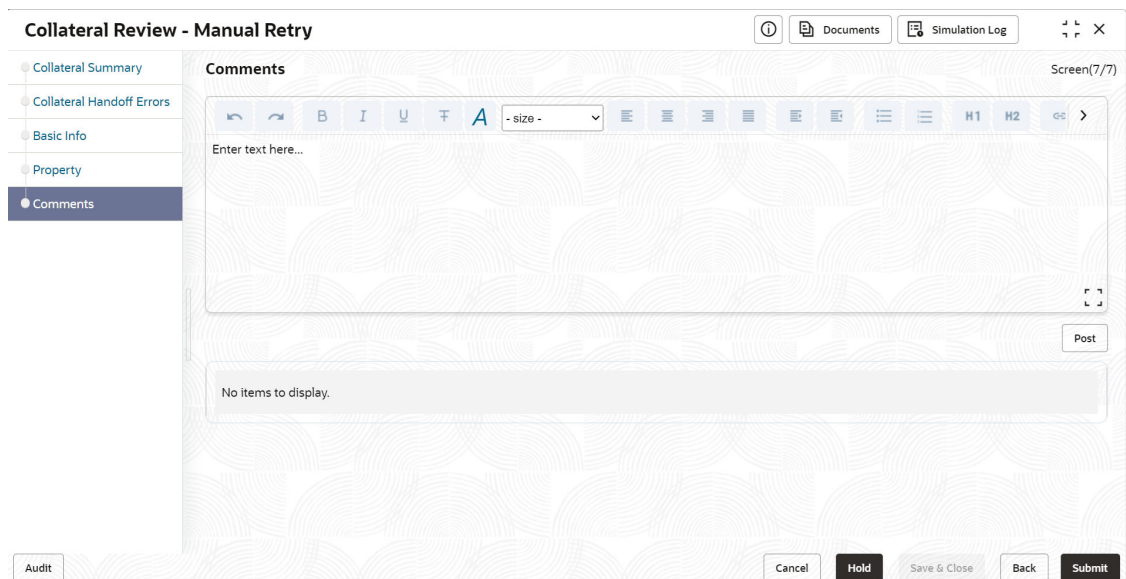 Collateral Review - Manual Retry
Documents
Simulation Log
Collateral Summary
Collateral Handoff Errors
Basic Info
Property
Comments
Comments
Screen(7/7)
B I U T A - size - H1 H2
Enter text here...
Post
No items to display.
Audit
Cancel
Hold
Save & Close
Back
Submit